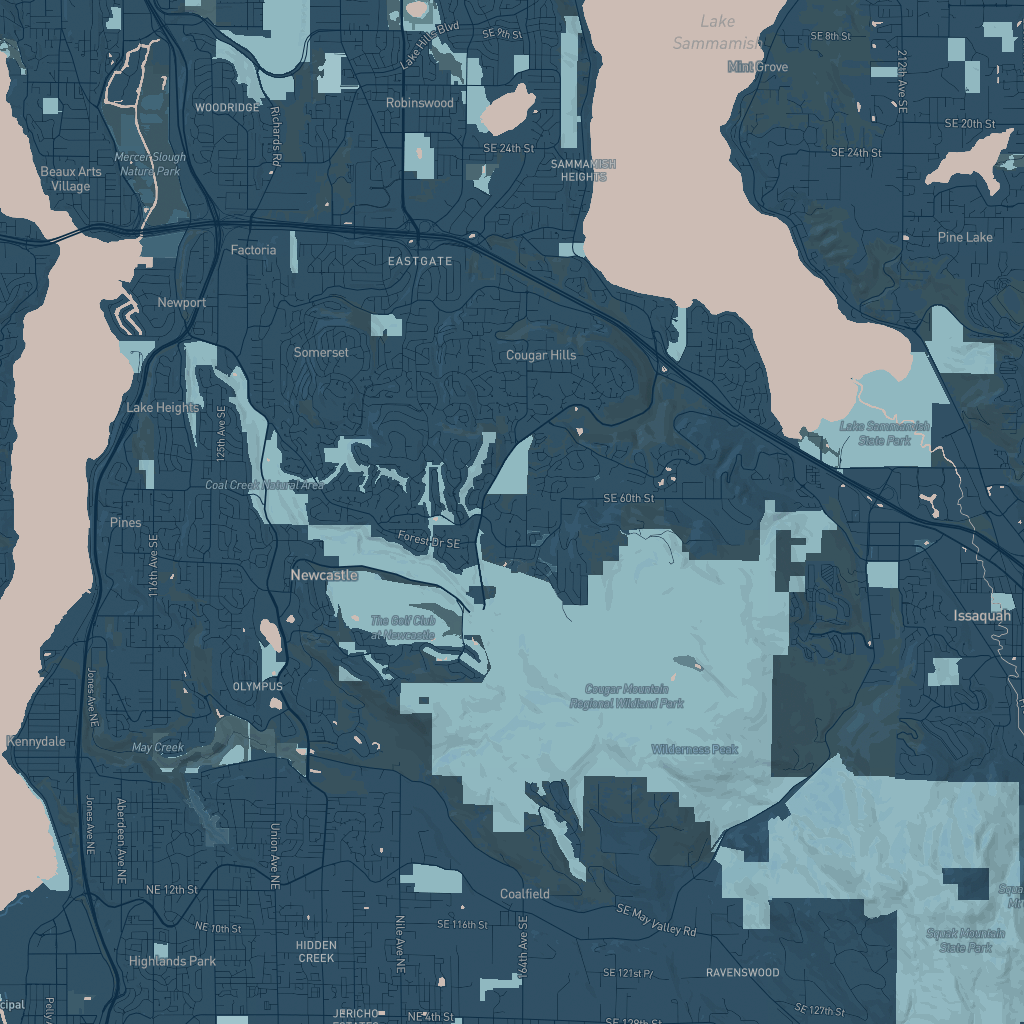 Lake
Sammamish
Lake Hills Blvd
SE 9th St
SE 8th St
212th Ave SE
Mint Grove
WOODRIDGE
Richards Rd
Robinswood
SE 24th St
SE 20th St
SE 24th St
Mercer Slough
Nature Park
Beaux Arts
Village
SAMMAMISH
HEIGHTS
Pine Lake
Factoria
EASTGATE
Newport
Somerset
Cougar Hills
Lake Heights
125th Ave SE
Lake Sammamish
State Park
Coal Creek Natural Area
SE 60th St
Pines
116th Ave SE
Forest Dr SE
Newcastle
The Golf Club
at Newcastle
Issaquah
OLYMPUS
Cougar Mountain
Regional Wildland Park
Jones Ave NE
Kennydale
May Creek
Wilderness Peak
Jones Ave NE
Aberdeen Ave NE
Union Ave NE
NE 12th St
Coalfield
SE May Valley Rd
NE 10th St
Nile Ave NE
SE 116th St
164th Ave SE
Squak Mountain
State Park
HIDDEN
CREEK
Highlands Park
SE 121st Pl
RAVENSWOOD
SE 127th St
JERICHO
ESTATES
NE 4th St
SE 128th St